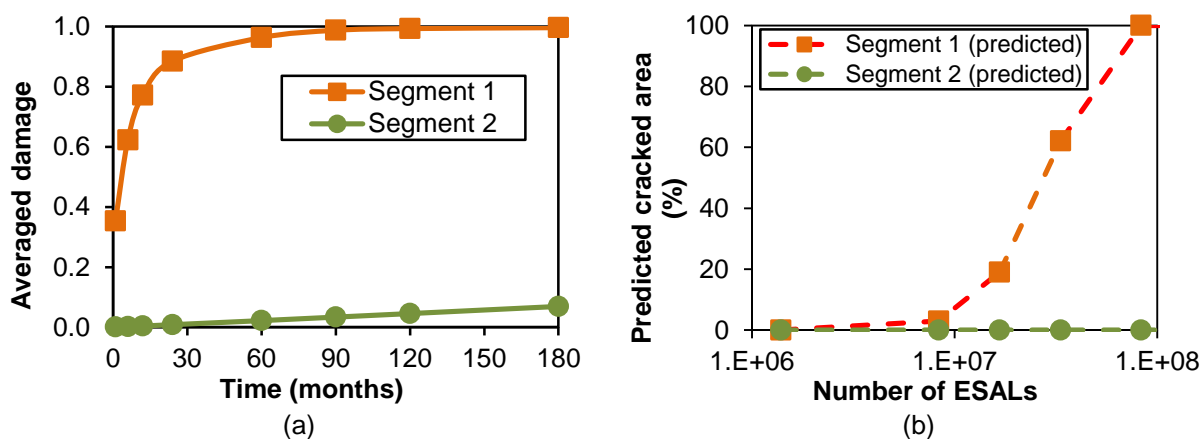 1.0
0.8
0.6
0.4
0.2
0.0
Averaged damage
Segment 1
Segment 2
0 30 60 90 120 150 180
Time (months)
(a)
100
80
60
40
20
0
Predicted cracked area
(%)
Segment 1 (predicted)
Segment 2 (predicted)
1.E+06 1.E+07 1.E+08
Number of ESALs
(b)